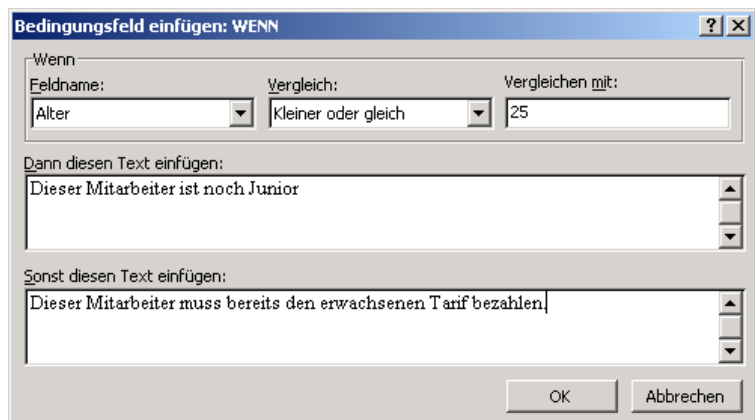 Bedingungsfeld einfügen: WENN
Wenn
Feldname: Vergleich: Vergleichen mit:
Alter Kleiner oder gleich 25
Dann diesen Text einfügen:
Dieser Mitarbeiter ist noch Junior
Sonst diesen Text einfügen:
Dieser Mitarbeiter muss bereits den erwachsenen Tarif bezahlen.
OK Abbrechen